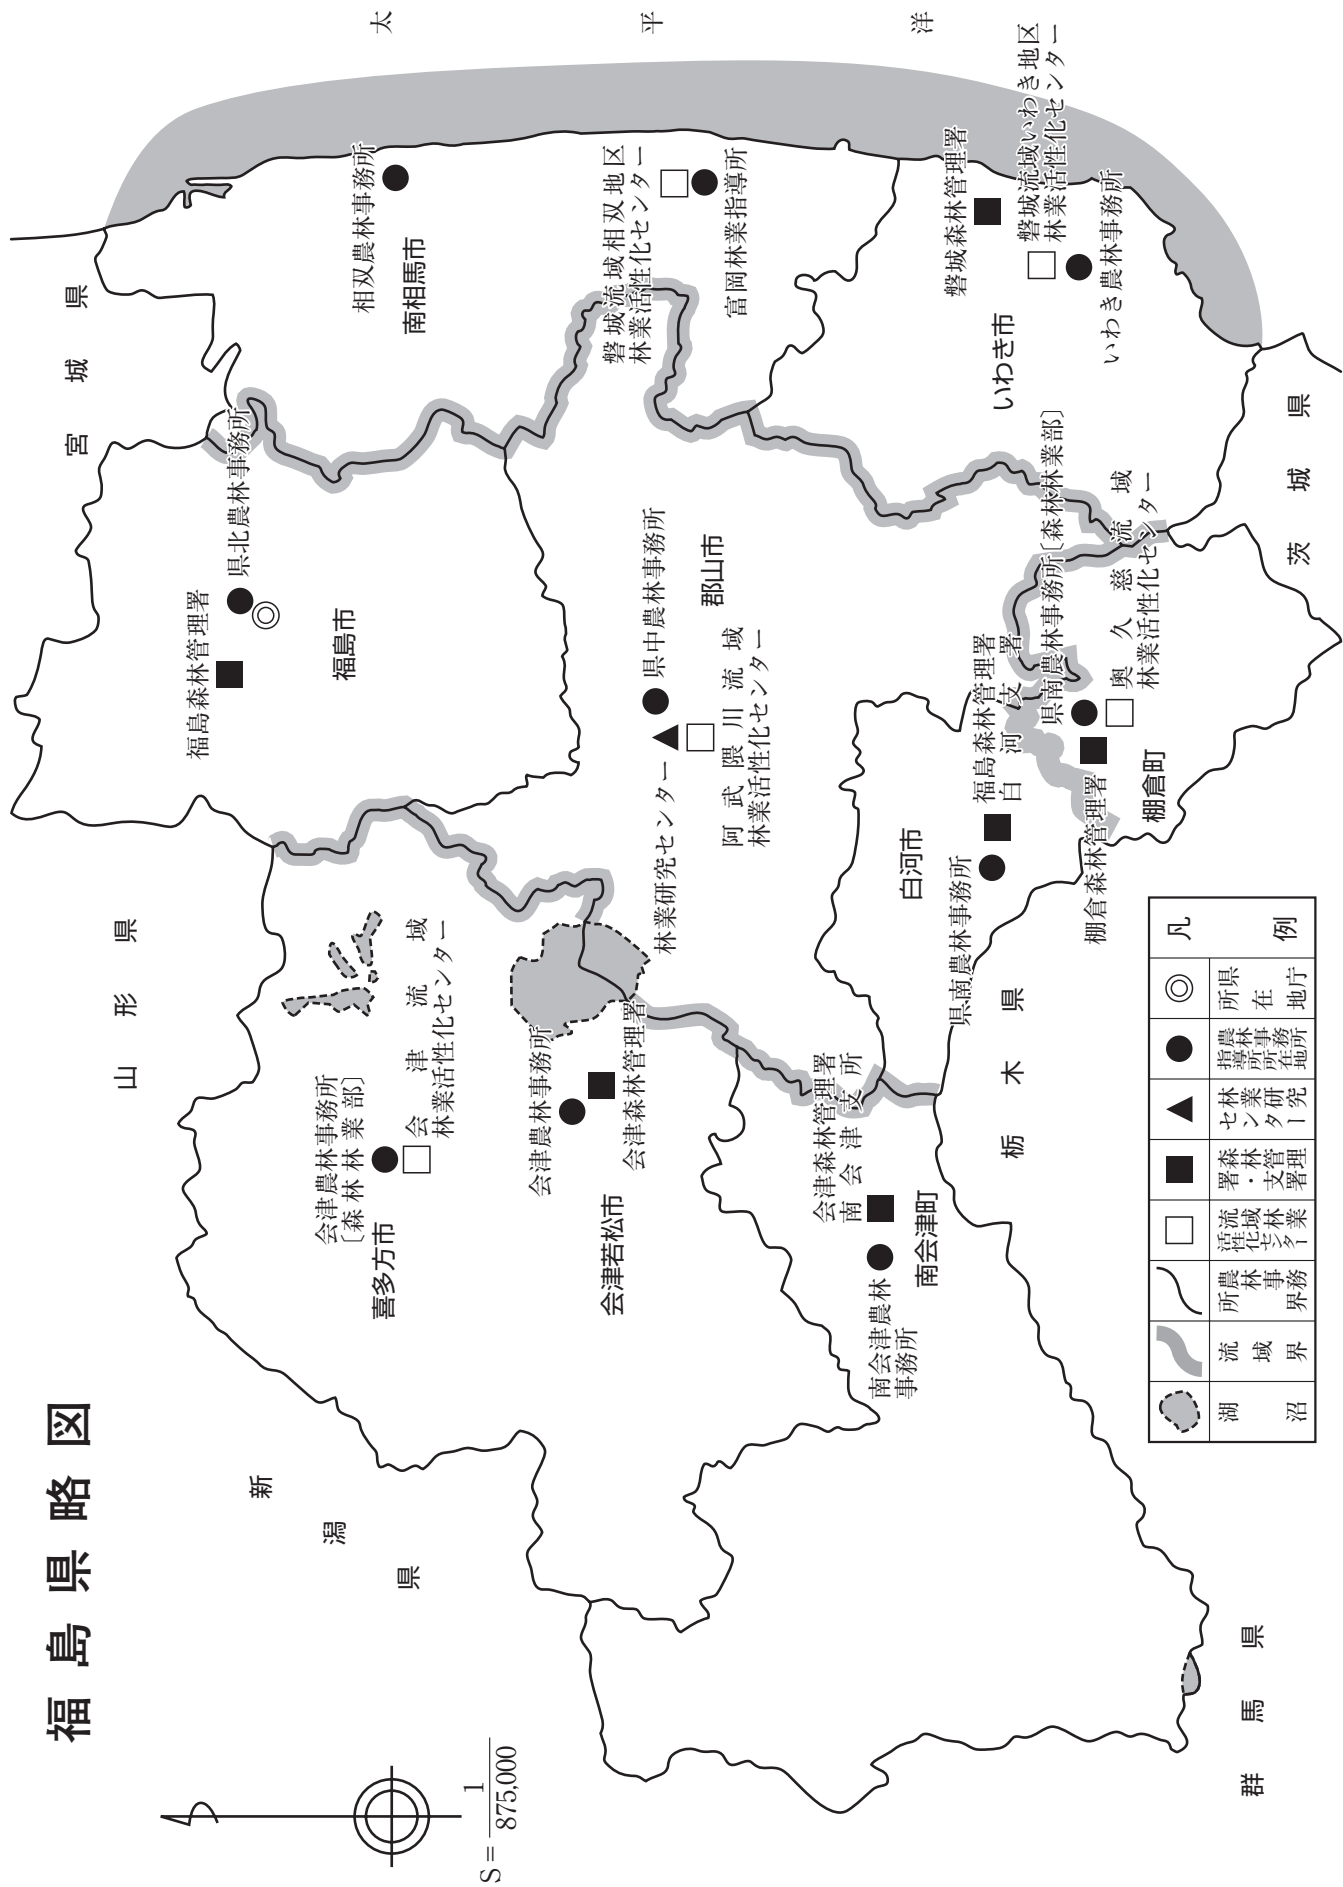 福島県略図
S = 1/875,000
宮城県
山形県
新潟県
群馬県
栃木県
茨城県
太平洋
福島森林管理署
県北農林事務所
福島市
相双農林事務所
南相馬市
磐城流域相双地区
林業活性化センター
富岡林業指導所
県中農林事務所
郡山市
林業研究センター
阿武隈川流域
林業活性化センター
会津農林事務所
〔森林林業部〕
喜多方市
会津流域
林業活性化センター
会津農林事務所
会津森林管理署
会津若松市
会津森林管理署
南会津支所
南会津農林
事務所
南会津町
白河市
県南農林事務所
福島森林管理署
白河支署
県南農林事務所〔森林林業部〕
奥久慈流域
林業活性化センター
棚倉森林管理署
棚倉町
磐城森林管理署
磐城流域いわき地区
林業活性化センター
いわき農林事務所
いわき市
凡例
県庁
所在地
農林事務所
指導所所在地
林業研究
センター
森林管理
署・支署
流域林業
活性化センター
農林事務
所界
流域界
湖沼